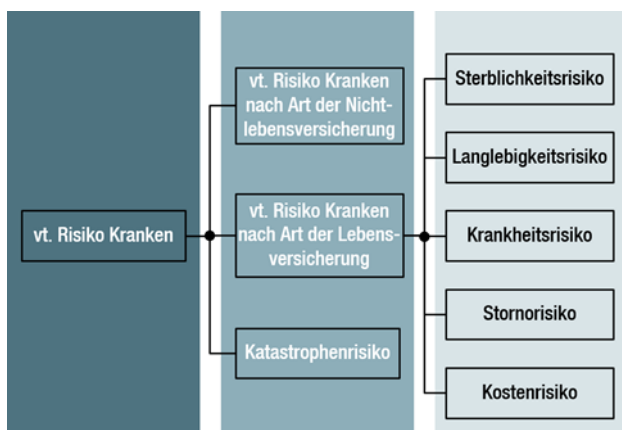 vt. Risiko Kranken
vt. Risiko Kranken
nach Art der Nicht-
lebensversicherung
vt. Risiko Kranken
nach Art der Lebens-
versicherung
Katastrophenrisiko
Sterblichkeitsrisiko
Langlebigkeitsrisiko
Krankheitsrisiko
Stornorisiko
Kostenrisiko